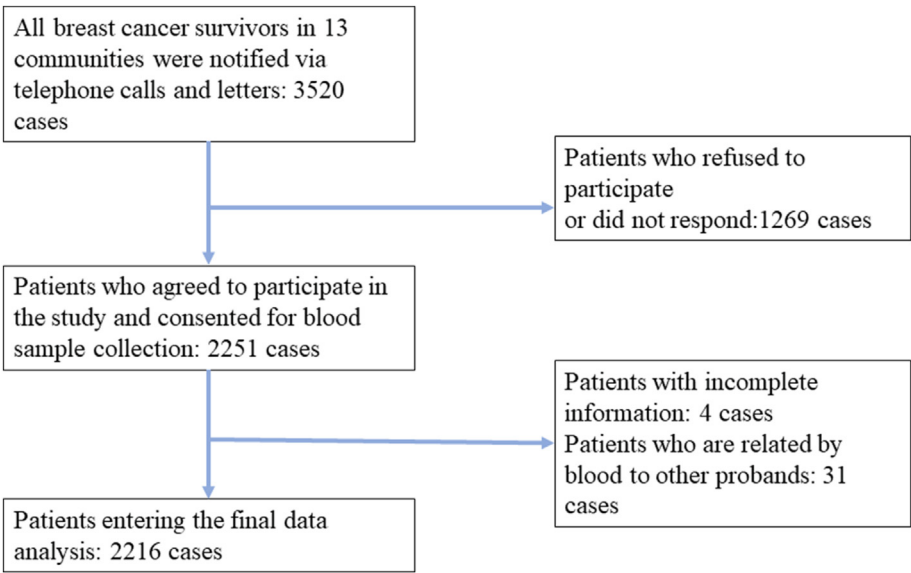 All breast cancer survivors in 13
communities were notified via
telephone calls and letters: 3520
cases
Patients who refused to
participate
or did not respond:1269 cases
Patients who agreed to participate in
the study and consented for blood
sample collection: 2251 cases
Patients with incomplete
information: 4 cases
Patients who are related by
blood to other probands: 31
cases
Patients entering the final data
analysis: 2216 cases